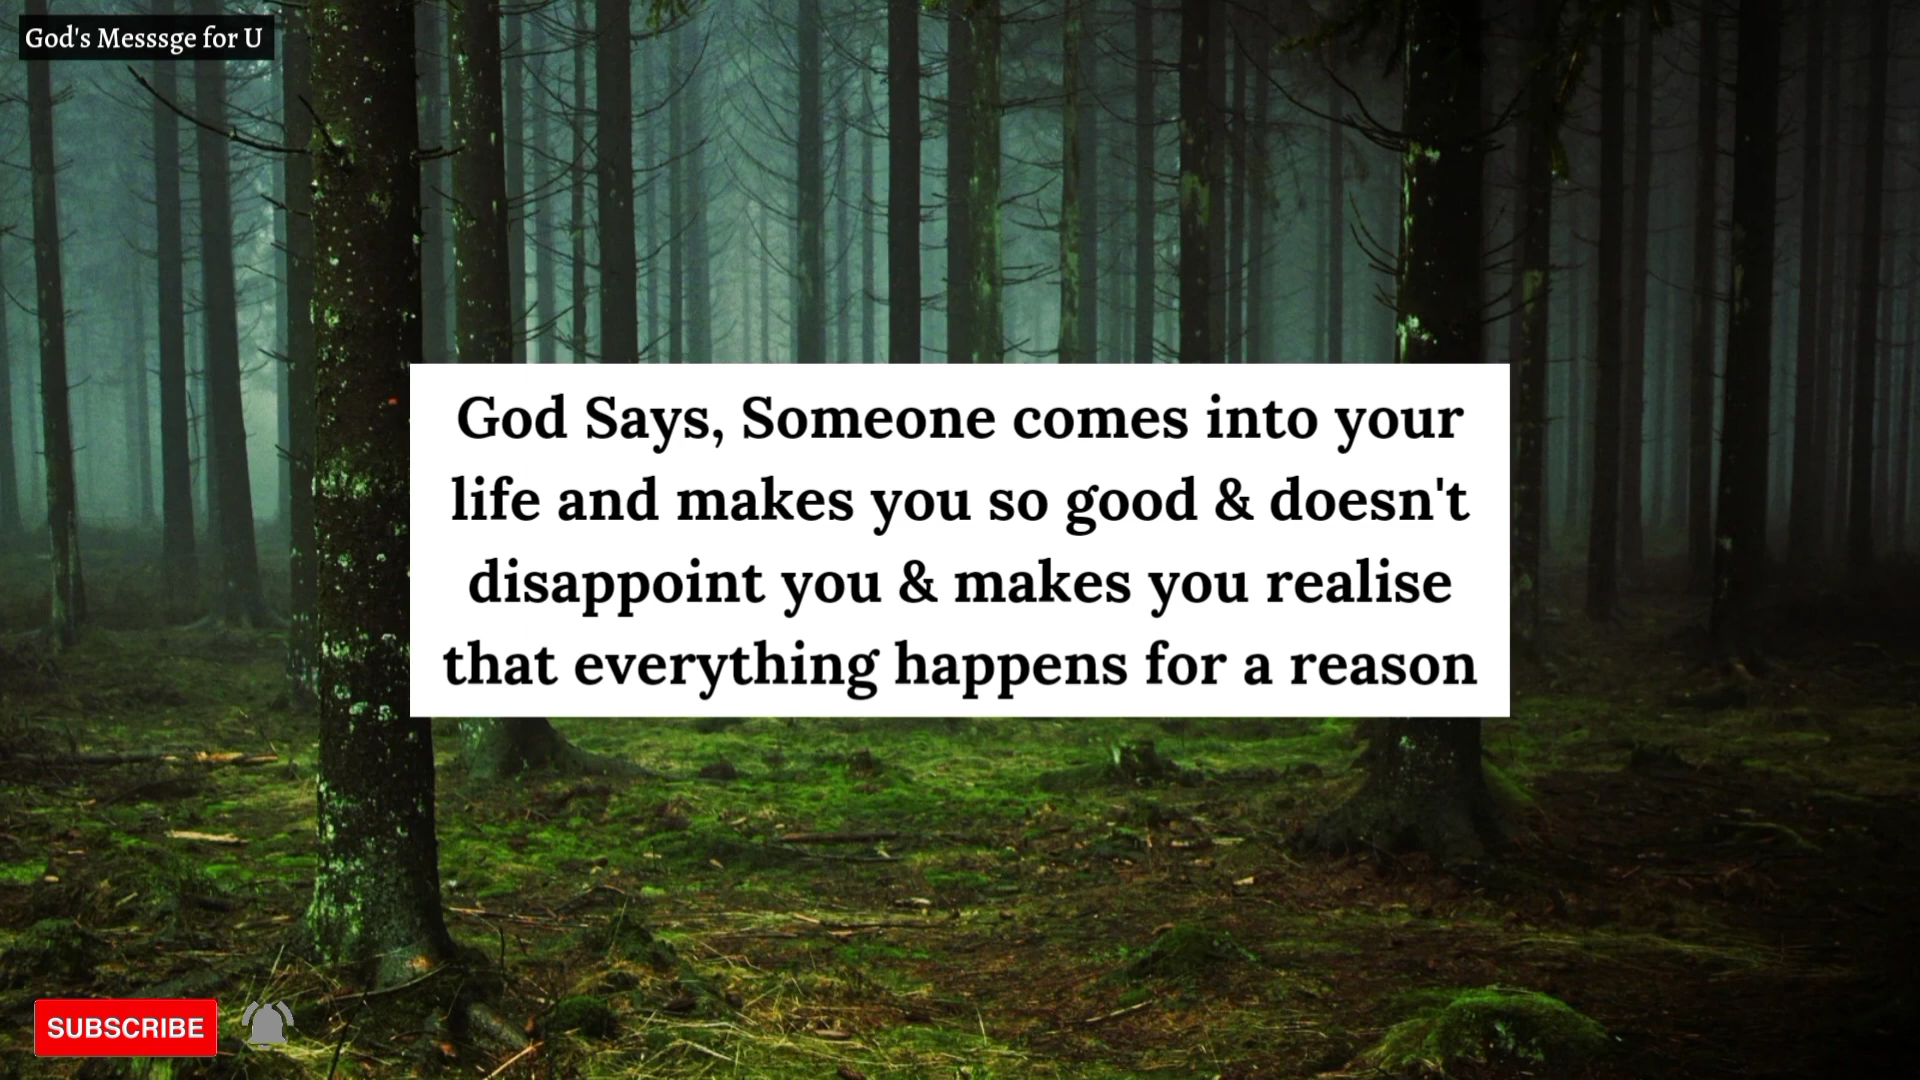 God's Messsge for U
God Says, Someone comes into your
life and makes you so good & doesn't
disappoint you & makes you realise
that everything happens for a reason
SUBSCRIBE